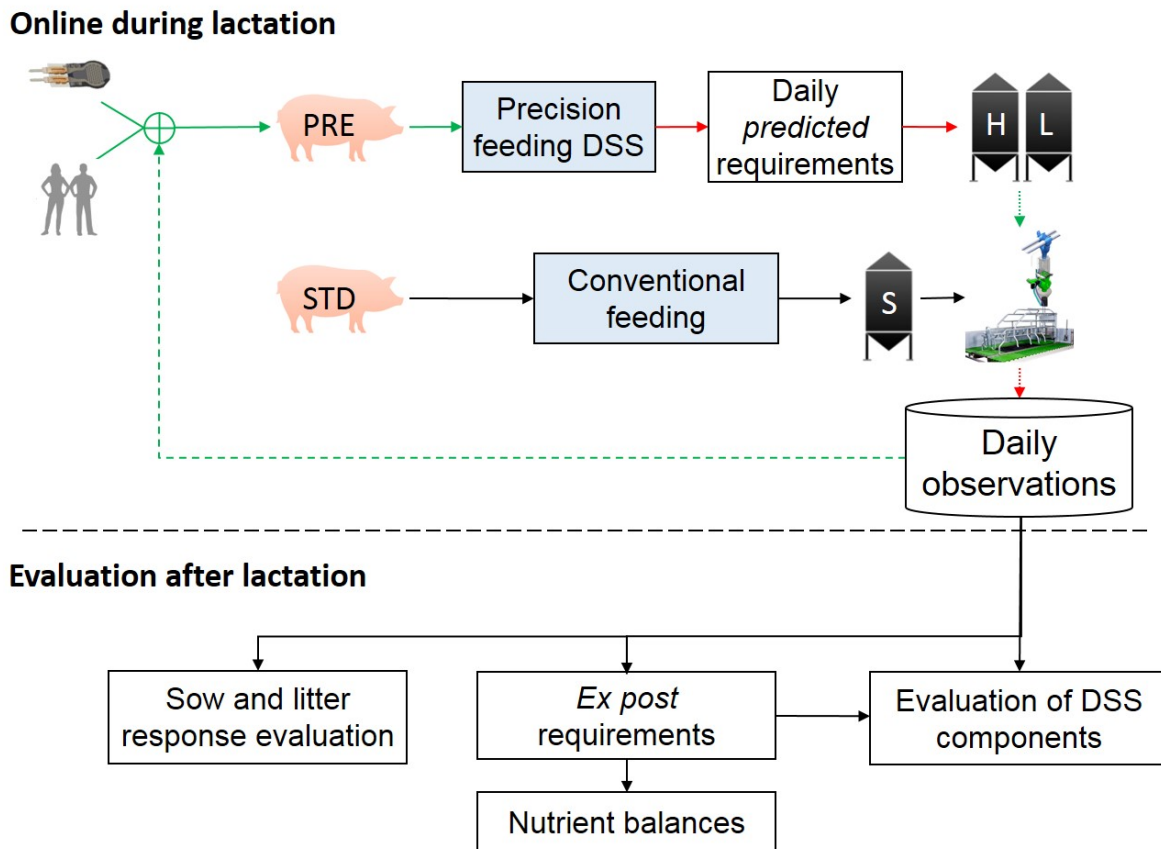 Online during lactation
PRE
Precision
feeding DSS
Daily
predicted
requirements
H
L
STD
Conventional
feeding
S
Daily
observations
Evaluation after lactation
Sow and litter
response evaluation
Ex post
requirements
Evaluation of DSS
components
Nutrient balances